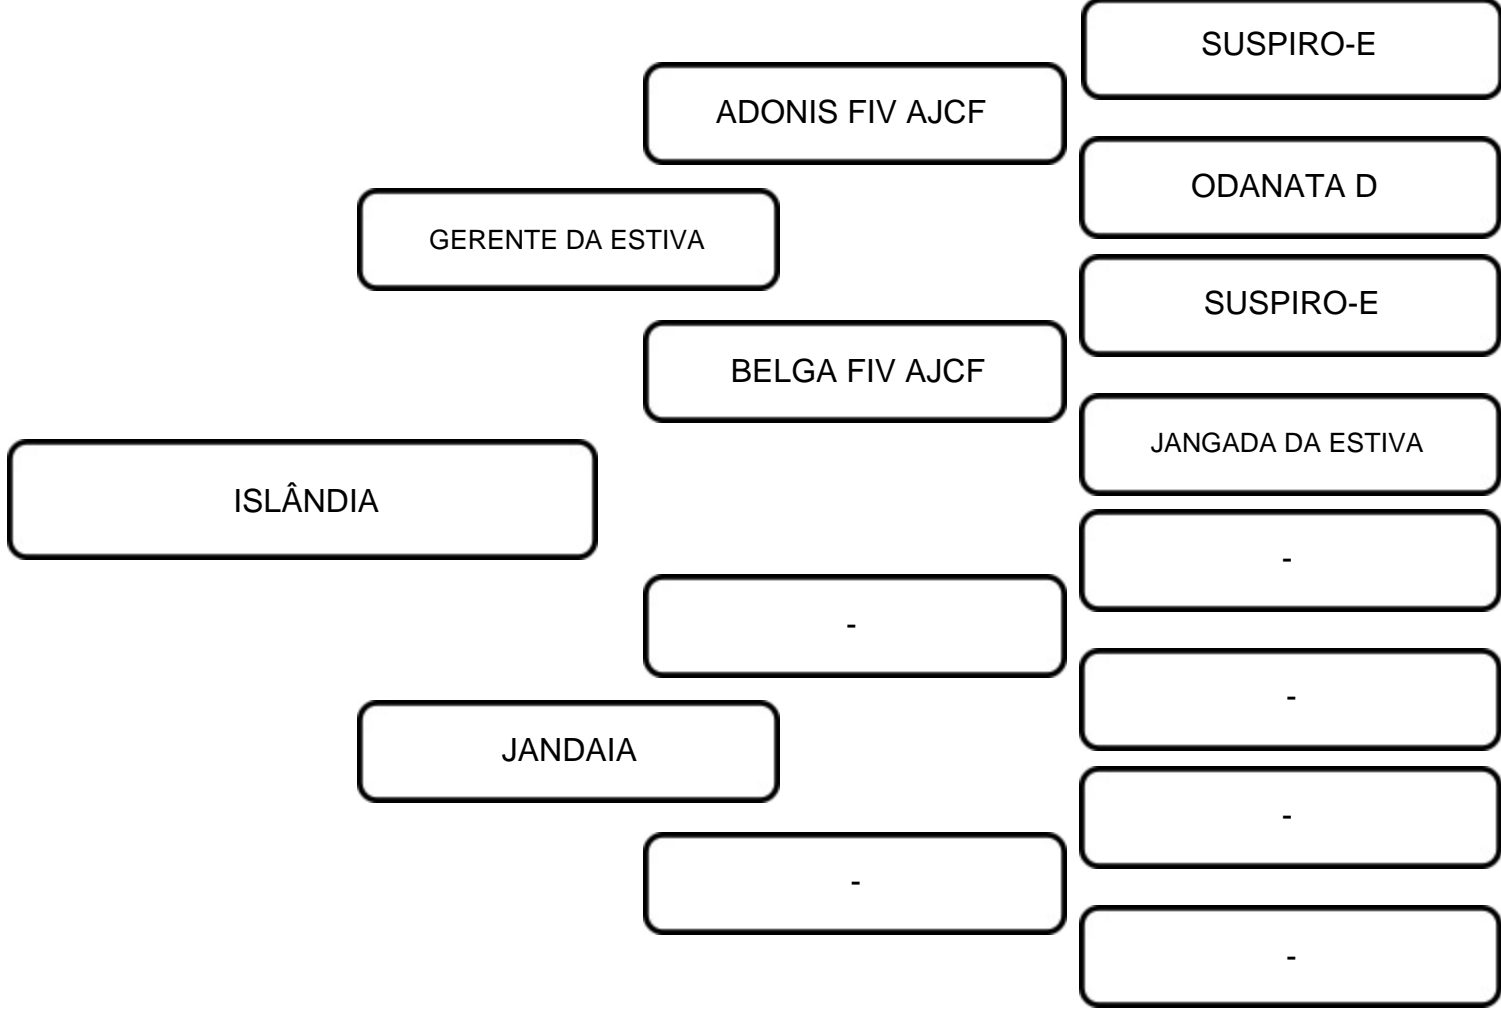 SUSPIRO-E
ADONIS FIV AJCF
ODANATA D
GERENTE DA ESTIVA
SUSPIRO-E
BELGA FIV AJCF
JANGADA DA ESTIVA
ISLÂNDIA
-
-
-
JANDAIA
-
-
-